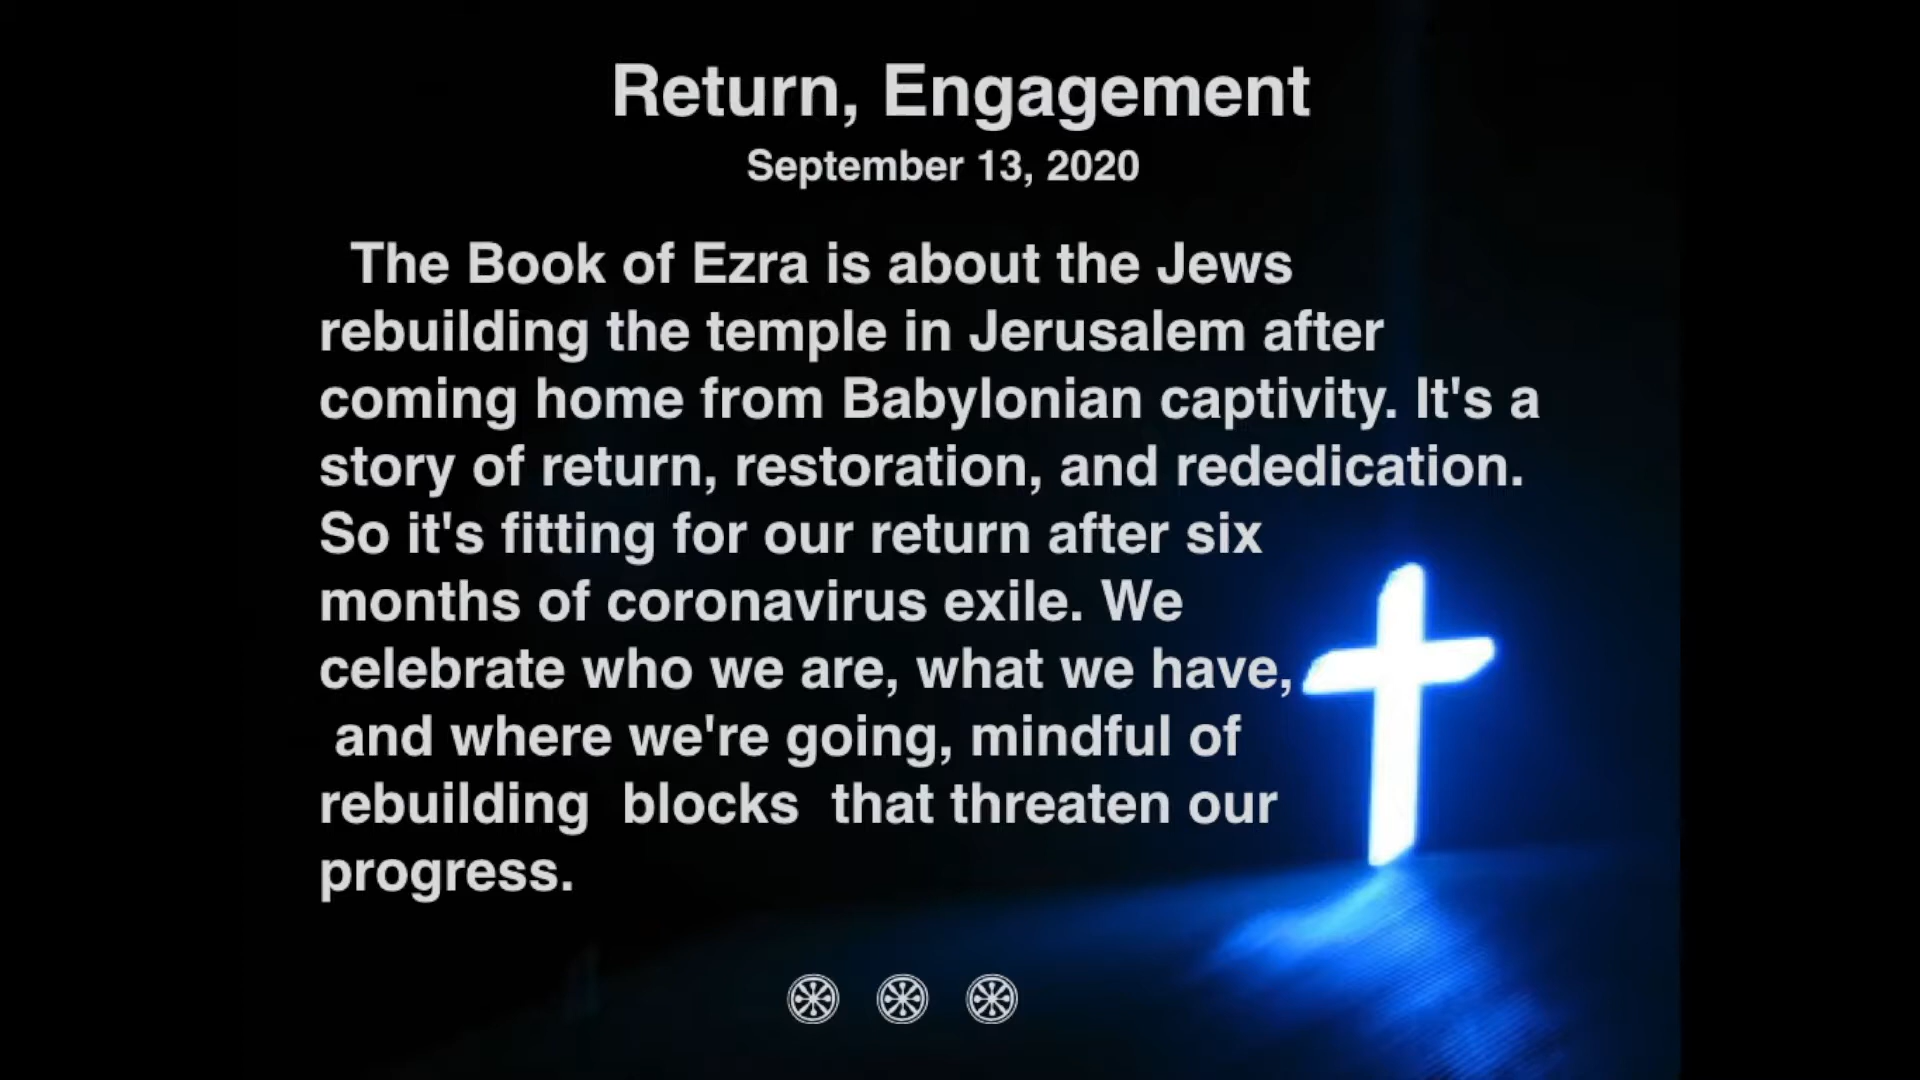 Return, Engagement
September 13, 2020
The Book of Ezra is about the Jews
rebuilding the temple in Jerusalem after
coming home from Babylonian captivity. It's a
story of return, restoration, and rededication.
So it's fitting for our return after six
months of coronavirus exile. We
celebrate who we are, what we have,
and where we're going, mindful of
rebuilding  blocks  that threaten our
progress.